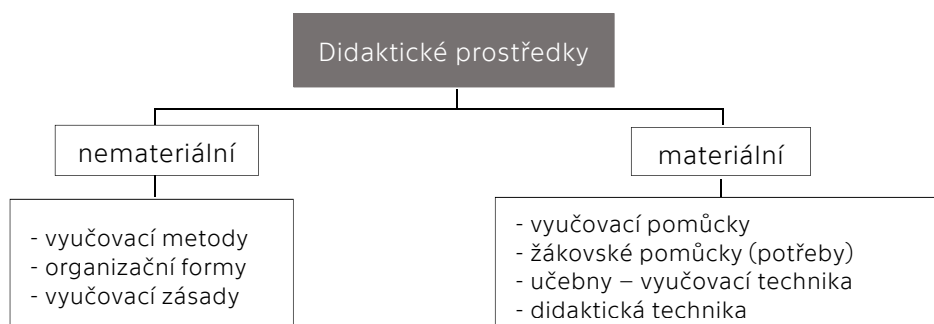 Didaktické prostředky
nemateriální
- vyučovací metody
- organizační formy
- vyučovací zásady
materiální
- vyučovací pomůcky
- žákovské pomůcky (potřeby)
- učebny – vyučovací technika
- didaktická technika